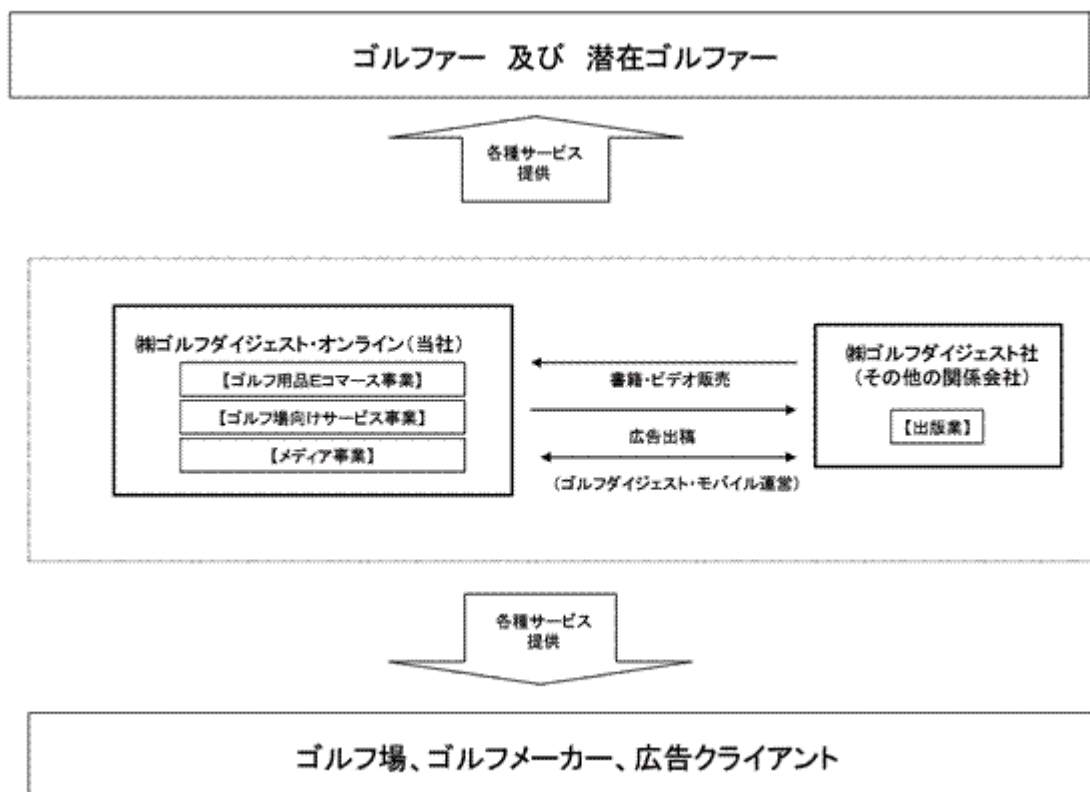 ゴルファー 及び 潜在ゴルファー
各種サービス
提供
㈱ゴルフダイジェスト・オンライン(当社)
【ゴルフ用品Eコマース事業】
【ゴルフ場向けサービス事業】
【メディア事業】
書籍・ビデオ販売
広告出稿
(ゴルフダイジェスト・モバイル運営)
㈱ゴルフダイジェスト社
(その他の関係会社)
【出版業】
各種サービス
提供
ゴルフ場、ゴルフメーカー、広告クライアント